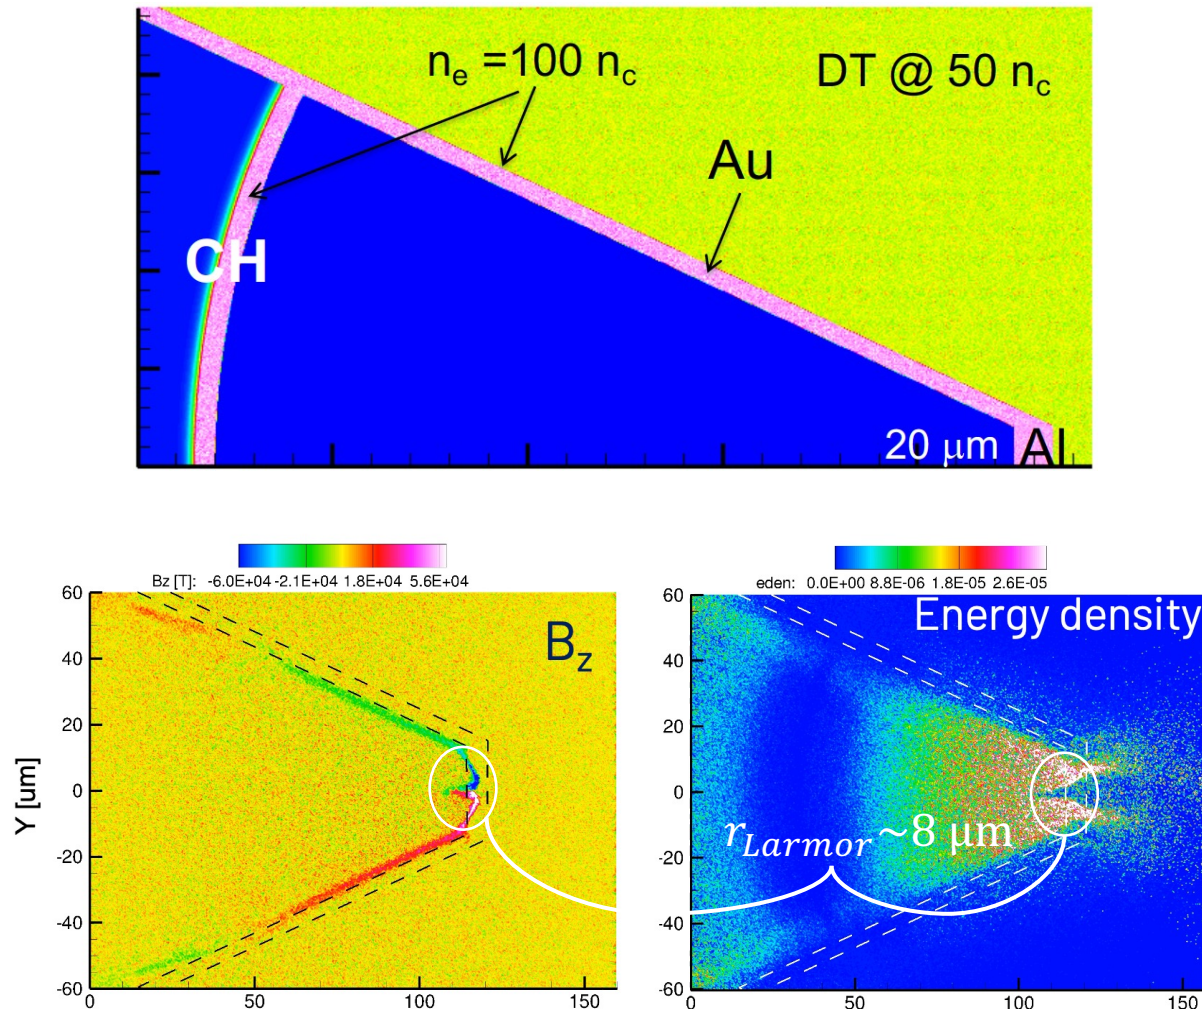 n_e =100 n_c
DT @ 50 n_c
Au
CH
20 μm
Al
Bz [T]: -6.0E+04 -2.1E+04 1.8E+04 5.6E+04
eden: 0.0E+00 8.8E-06 1.8E-05 2.6E-05
60
40
20
0
-20
-40
-60
Y [um]
B_z
0
50
100
60
40
20
0
-20
-40
-60
Energy density
r_Larmor~8 μm
0
50
100
150